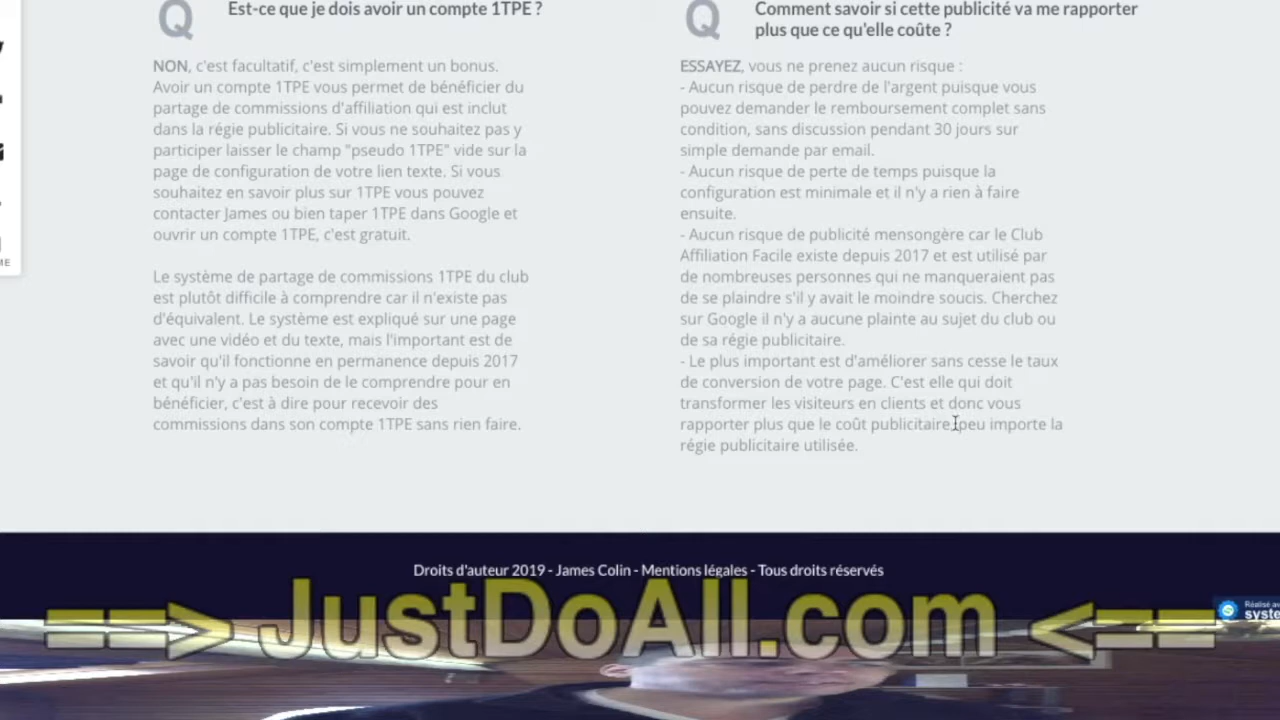 Q
Est-ce que je dois avoir un compte 1TPE ?
NON, c'est facultatif, c'est simplement un bonus.
Avoir un compte 1TPE vous permet de bénéficier du
partage de commissions d'affiliation qui est inclut
dans la régie publicitaire. Si vous ne souhaitez pas y
participer laisser le champ "pseudo 1TPE" vide sur la
page de configuration de votre lien texte. Si vous
souhaitez en savoir plus sur 1TPE vous pouvez
contacter James ou bien taper 1TPE dans Google et
ouvrir un compte 1TPE, c'est gratuit.
Le système de partage de commissions 1TPE du club
est plutôt difficile à comprendre car il n'existe pas
d'équivalent. Le système est expliqué sur une page
avec une vidéo et du texte, mais l'important est de
savoir qu'il fonctionne en permanence depuis 2017
et qu'il n'y a pas besoin de le comprendre pour en
bénéficier, c'est à dire pour recevoir des
commissions dans son compte 1TPE sans rien faire.
Q
Comment savoir si cette publicité va me rapporter
plus que ce qu'elle coûte ?
ESSAYEZ, vous ne prenez aucun risque :
- Aucun risque de perdre de l'argent puisque vous
pouvez demander le remboursement complet sans
condition, sans discussion pendant 30 jours sur
simple demande par email.
- Aucun risque de perte de temps puisque la
configuration est minimale et il n'y a rien à faire
ensuite.
- Aucun risque de publicité mensongère car le Club
Affiliation Facile existe depuis 2017 et est utilisé par
de nombreuses personnes qui ne manqueraient pas
de se plaindre s'il y avait le moindre soucis. Cherchez
sur Google il n'y a aucune plainte au sujet du club ou
de sa régie publicitaire.
- Le plus important est d'améliorer sans cesse le taux
de conversion de votre page. C'est elle qui doit
transformer les visiteurs en clients et donc vous
rapporter plus que le coût publicitaire, peu importe la
régie publicitaire utilisée.
Droits d'auteur 2019 - James Colin - Mentions légales - Tous droits réservés
==> JustDoAll.com <==